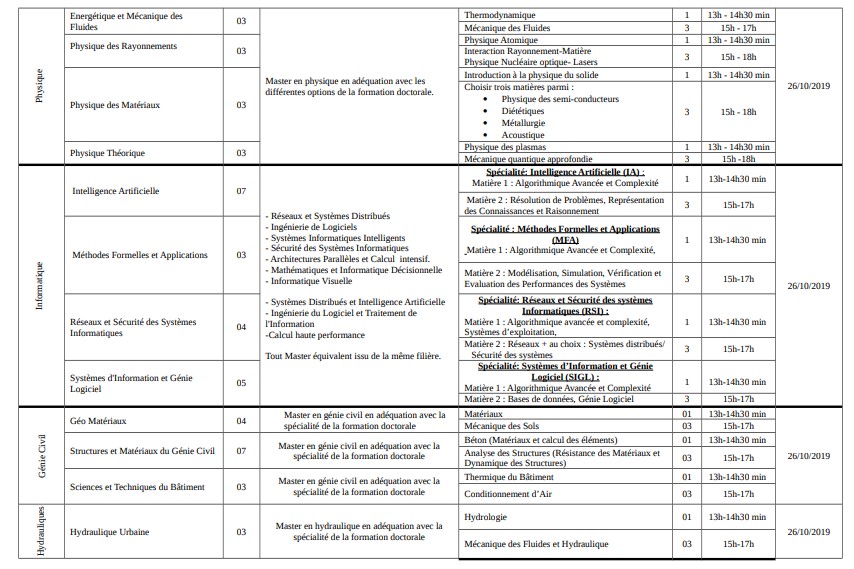 Physique
Energétique et Mécanique des
Fluides
03
Master en physique en adéquation avec les
différentes options de la formation doctorale.
Thermodynamique
1
13h - 14h30 min
26/10/2019
Mécanique des Fluides
3
15h - 17h
Physique des Rayonnements
03
Physique Atomique
1
13h - 14h30 min
Interaction Rayonnement-Matière
Physique Nucléaire optique- Lasers
3
15h - 18h
Physique des Matériaux
03
Introduction à la physique du solide
1
13h - 14h30 min
Choisir trois matières parmi :
• Physique des semi-conducteurs
• Diététiques
• Métallurgie
• Acoustique
3
15h - 18h
Physique Théorique
03
Physique des plasmas
1
13h - 14h30 min
Mécanique quantique approfondie
3
15h -18h
Informatique
Intelligence Artificielle
07
- Réseaux et Systèmes Distribués
- Ingénierie de Logiciels
- Systèmes Informatiques Intelligents
- Sécurité des Systèmes Informatiques
- Architectures Parallèles et Calcul intensif.
- Mathématiques et Informatique Décisionnelle
- Informatique Visuelle
- Systèmes Distribués et Intelligence Artificielle
- Ingénierie du Logiciel et Traitement de
l'Information
-Calcul haute performance
Tout Master équivalent issu de la même filière.
Spécialité: Intelligence Artificielle (IA) :
Matière 1 : Algorithmique Avancée et Complexité
1
13h-14h30 min
26/10/2019
Matière 2 : Résolution de Problèmes, Représentation
des Connaissances et Raisonnement
3
15h-17h
Méthodes Formelles et Applications
03
Spécialité : Méthodes Formelles et Applications
(MFA)
Matière 1 : Algorithmique Avancée et Complexité,
1
13h-14h30 min
Matière 2 : Modélisation, Simulation, Vérification et
Evaluation des Performances des Systèmes
3
15h-17h
Réseaux et Sécurité des Systèmes
Informatiques
04
Spécialité: Réseaux et Sécurité des systèmes
Informatiques (RSI) :
Matière 1 : Algorithmique avancée et complexité,
Systèmes d'exploitation,
1
13h-14h30 min
Matière 2 : Réseaux + au choix : Systèmes distribués/
Sécurité des systèmes
3
15h-17h
Systèmes d'Information et Génie
Logiciel
05
Spécialité: Systèmes d'Information et Génie
Logiciel (SIGL) :
Matière 1 : Algorithmique Avancée et Complexité
1
13h-14h30 min
Matière 2 : Bases de données, Génie Logiciel
3
15h-17h
Génie Civil
Géo Matériaux
04
Master en génie civil en adéquation avec la
spécialité de la formation doctorale
Matériaux
01
13h-14h30 min
26/10/2019
Mécanique des Sols
03
15h-17h
Structures et Matériaux du Génie Civil
07
Master en génie civil en adéquation avec la
spécialité de la formation doctorale
Béton (Matériaux et calcul des éléments)
01
13h-14h30 min
Analyse des Structures (Résistance des Matériaux et
Dynamique des Structures)
03
15h-17h
Sciences et Techniques du Bâtiment
03
Master en génie civil en adéquation avec la
spécialité de la formation doctorale
Thermique du Bâtiment
01
13h-14h30 min
Conditionnement d'Air
03
15h-17h
Hydrauliques
Hydraulique Urbaine
03
Master en hydraulique en adéquation avec la
spécialité de la formation doctorale
Hydrologie
01
13h-14h30 min
26/10/2019
Mécanique des Fluides et Hydraulique
03
15h-17h